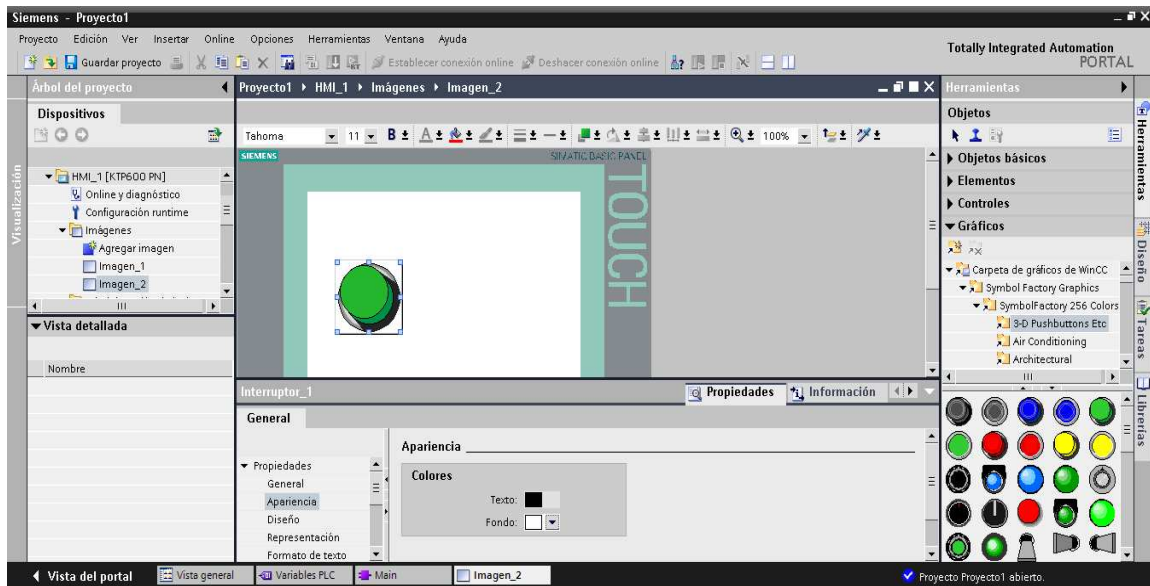 Siemens - Proyecto1
Proyecto Edición Ver Insertar Online Opciones Herramientas Ventana Ayuda
Guardar proyecto Establecer conexión online Deshacer conexión online
Totally Integrated Automation
PORTAL
Árbol del proyecto
Dispositivos
HMI_1 [KTP600 PN]
Online y diagnóstico
Configuración runtime
Imágenes
Agregar imagen
Imagen_1
Imagen_2
Vista detallada
Nombre
Visualización
Proyecto1 HMI_1 Imágenes Imagen_2
Tahoma 11 B A 100%
SIEMENS SIMATIC BASIC PANEL
TOUCH
Interruptor_1 Propiedades Información
General
Propiedades
General
Apariencia
Diseño
Representación
Formato de texto
Apariencia
Colores
Texto:
Fondo:
Herramientas
Objetos
Objetos básicos
Elementos
Controles
Gráficos
Carpeta de gráficos de WinCC
Symbol Factory Graphics
SymbolFactory 256 Colors
3-D Pushbuttons Etc
Air Conditioning
Architectural
Herramientas
Diseño
Tareas
Librerías
Vista del portal Vista general Variables PLC Main Imagen_2 Proyecto Proyecto1 abierto.